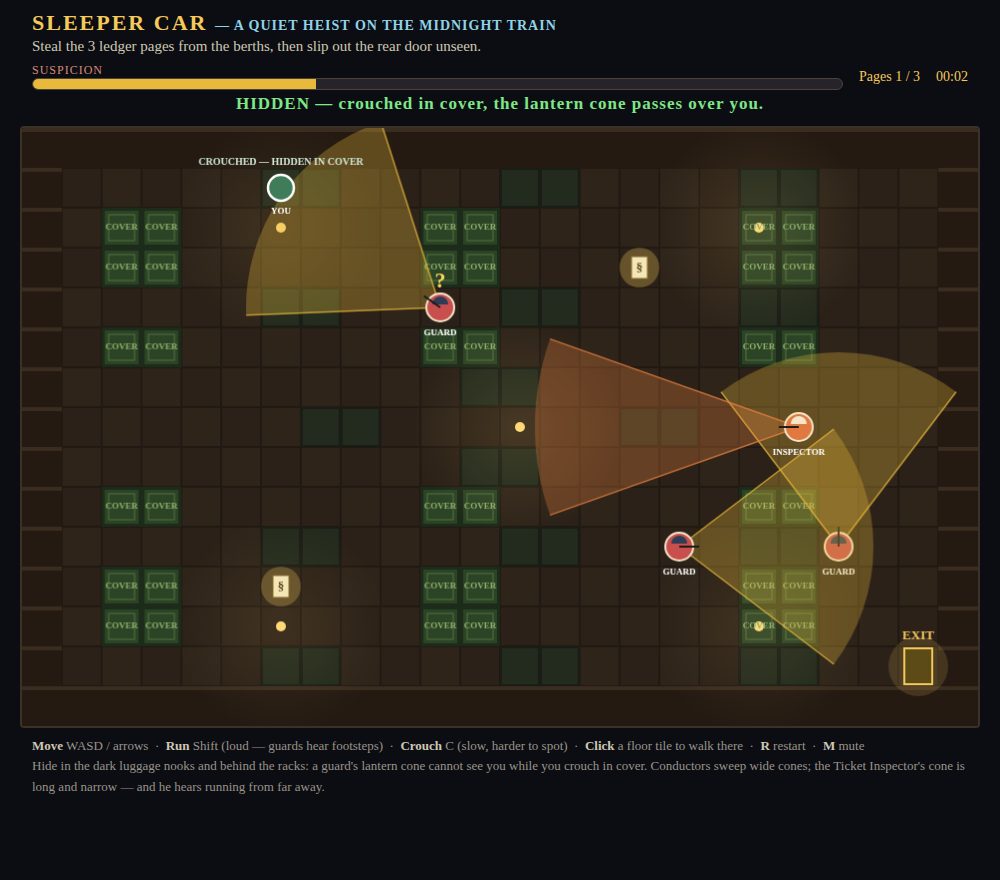 SLEEPER CAR — A QUIET HEIST ON THE MIDNIGHT TRAIN
Steal the 3 ledger pages from the berths, then slip out the rear door unseen.
SUSPICION
Pages 1 / 3 00:02
HIDDEN — crouched in cover, the lantern cone passes over you.
CROUCHED — HIDDEN IN COVER
YOU
COVER COVER COVER COVER COVER COVER
COVER COVER COVER COVER COVER COVER
§
?
GUARD
COVER COVER COVER COVER COVER COVER
INSPECTOR
COVER COVER COVER COVER COVER COVER
GUARD GUARD
COVER COVER COVER COVER COVER COVER
§
COVER COVER COVER COVER COVER COVER
EXIT
Move WASD / arrows · Run Shift (loud — guards hear footsteps) · Crouch C (slow, harder to spot) · Click a floor tile to walk there · R restart · M mute
Hide in the dark luggage nooks and behind the racks: a guard's lantern cone cannot see you while you crouch in cover. Conductors sweep wide cones; the Ticket Inspector's cone is
long and narrow — and he hears running from far away.